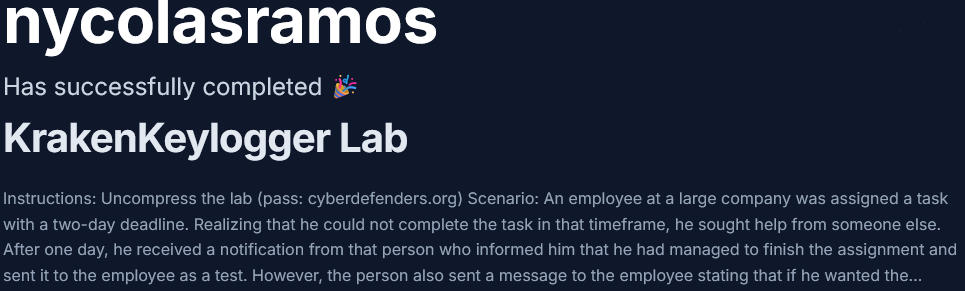 nycolasramos
Has successfully completed 🎉
KrakenKeylogger Lab
Instructions: Uncompress the lab (pass: cyberdefenders.org) Scenario: An employee at a large company was assigned a task
with a two-day deadline. Realizing that he could not complete the task in that timeframe, he sought help from someone else.
After one day, he received a notification from that person who informed him that he had managed to finish the assignment and
sent it to the employee as a test. However, the person also sent a message to the employee stating that if he wanted the...